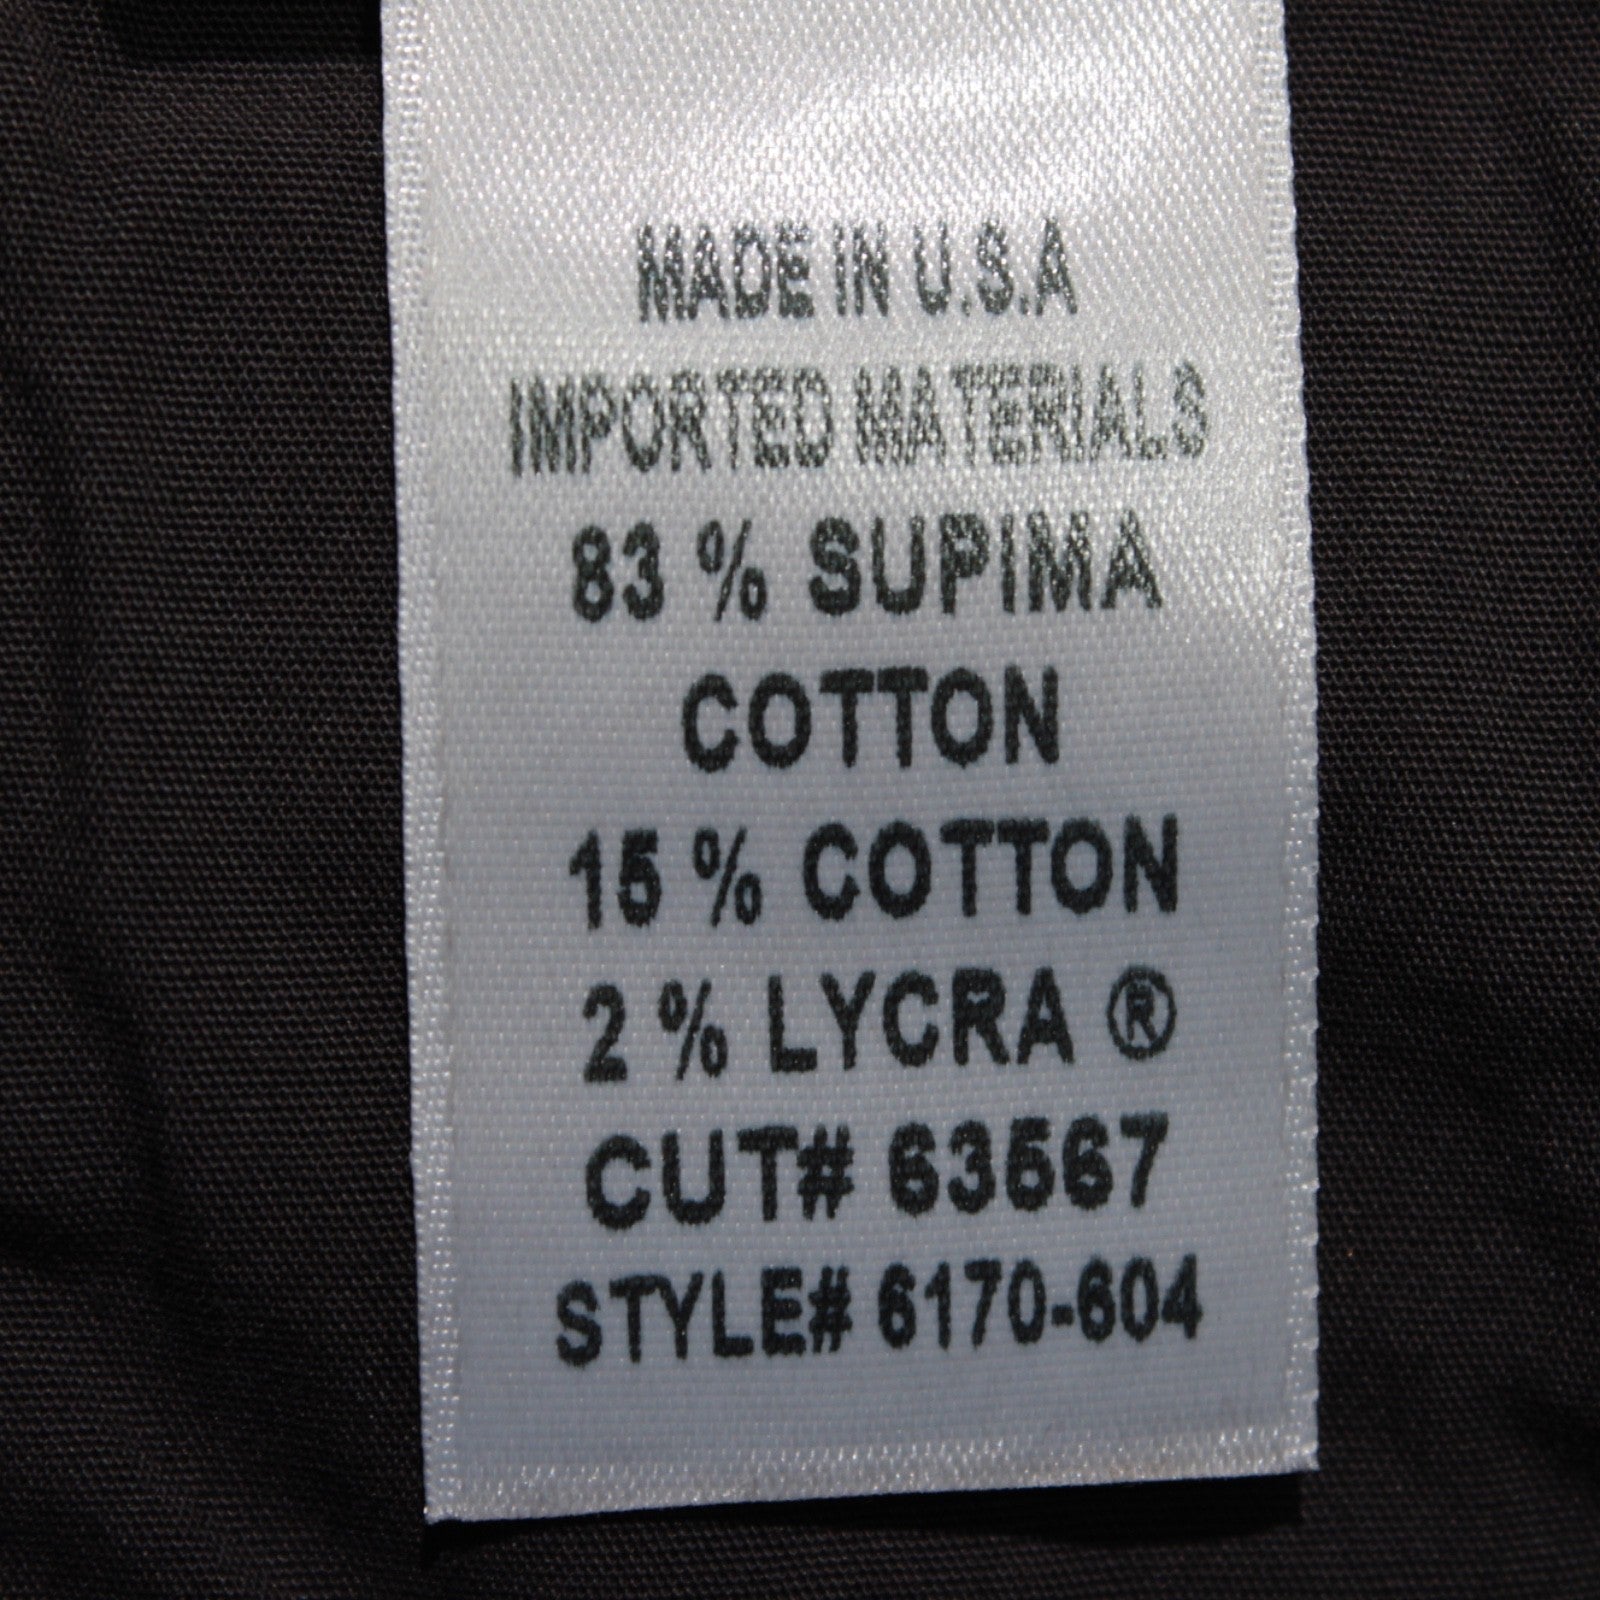 MADE IN U.S.A
IMPORTED MATERIALS
83 % SUPIMA
COTTON
15 % COTTON
2 % LYCRA ®
CUT# 63567
STYLE# 6170-604